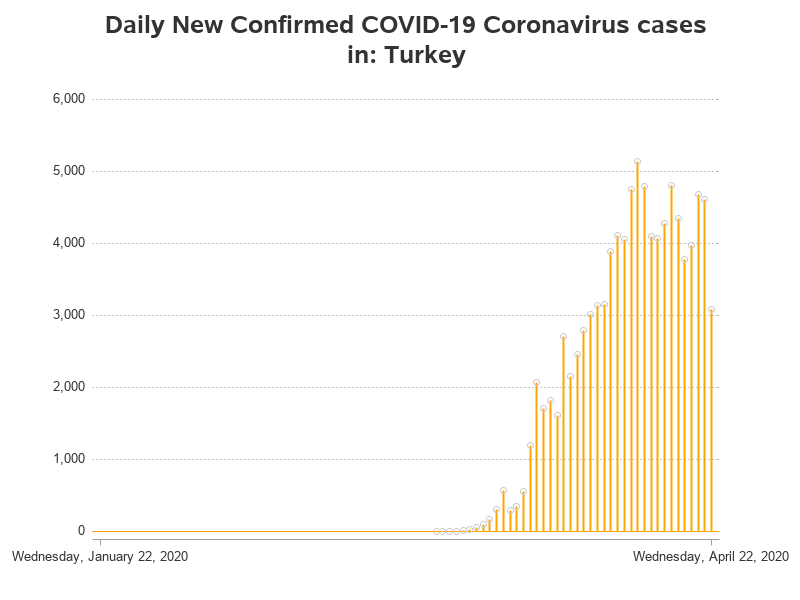 Daily New Confirmed COVID-19 Coronavirus cases
in: Turkey
6,000
5,000
4,000
3,000
2,000
1,000
0
Wednesday, January 22, 2020
Wednesday, April 22, 2020